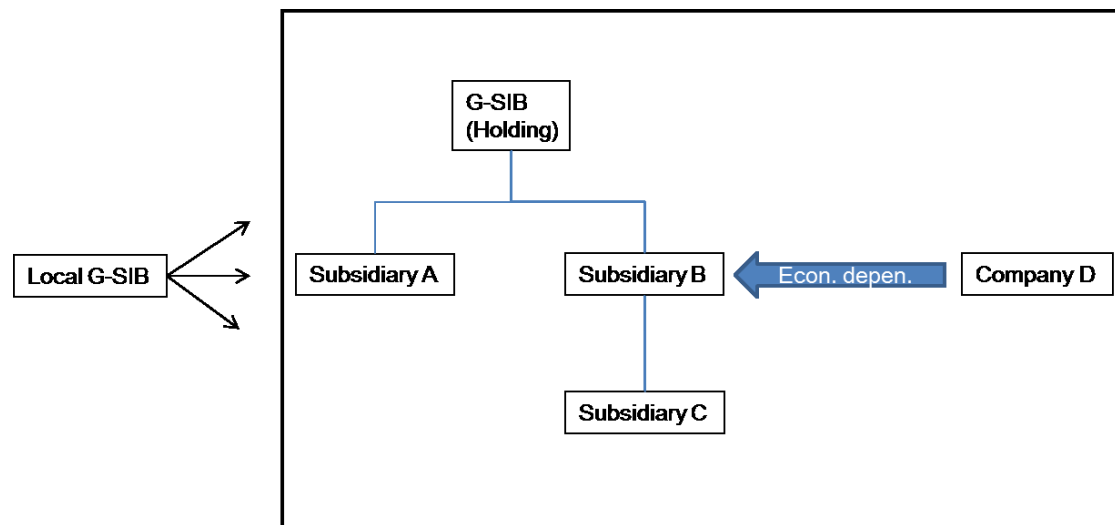 G-SIB
(Holding)
Local G-SIB
Subsidiary A
Subsidiary B
Econ. depen.
Company D
Subsidiary C